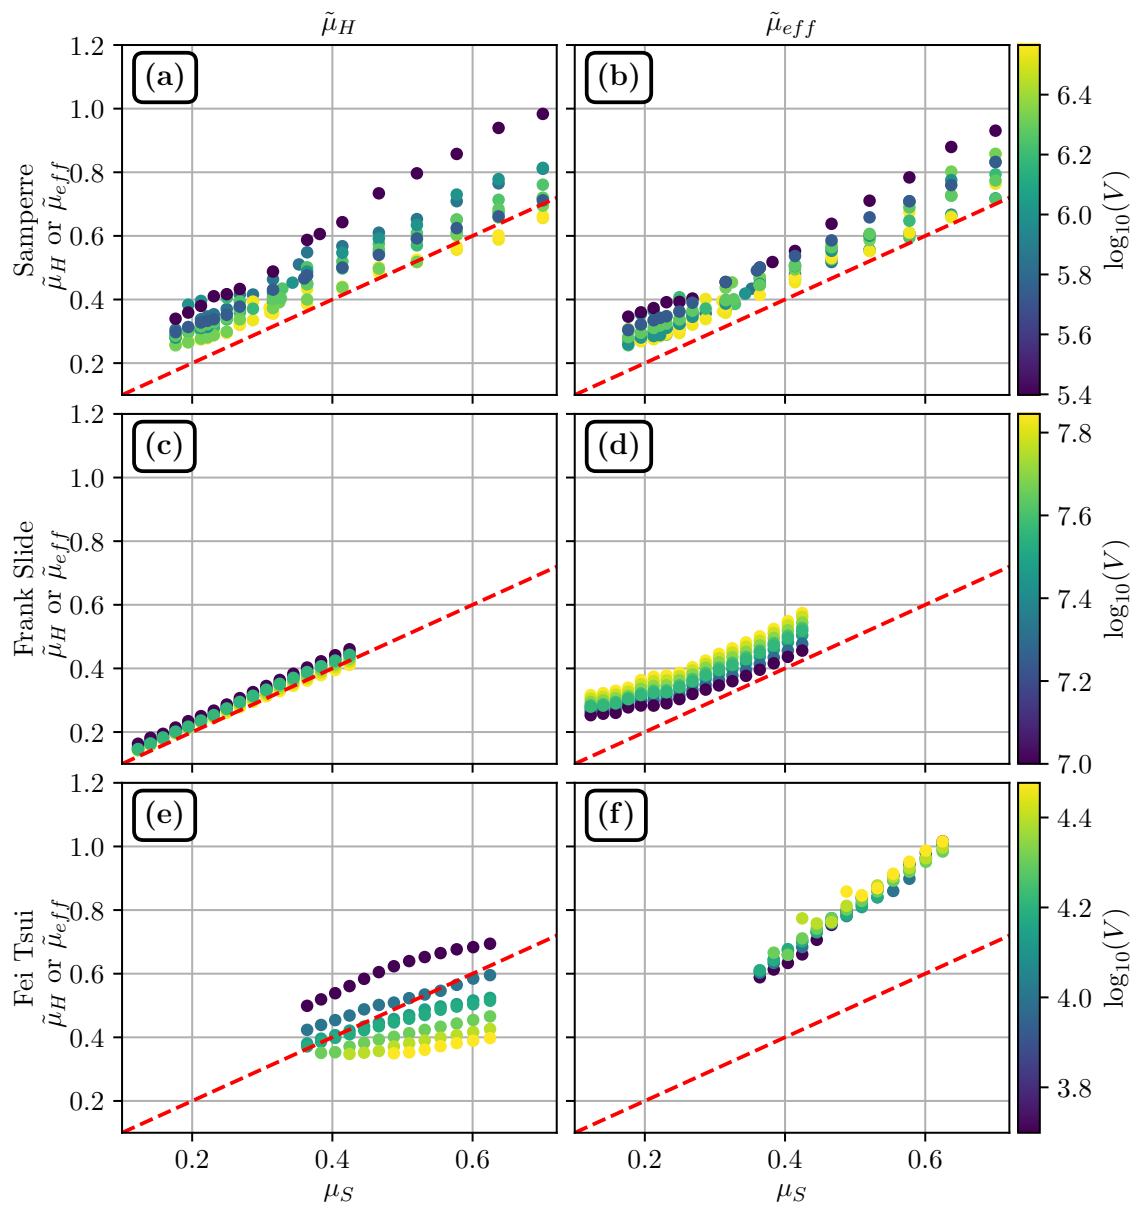 μ̃_H μ̃_eff
(a) (b)
1.2
1.0
0.8
0.6
0.4
0.2
Samperre
μ̃_H or μ̃_eff
6.4
6.2
6.0
5.8
5.6
5.4
log₁₀(V)
(c) (d)
1.2
1.0
0.8
0.6
0.4
0.2
Frank Slide
μ̃_H or μ̃_eff
7.8
7.6
7.4
7.2
7.0
log₁₀(V)
(e) (f)
1.2
1.0
0.8
0.6
0.4
0.2
Fei Tsui
μ̃_H or μ̃_eff
4.4
4.2
4.0
3.8
log₁₀(V)
0.2 0.4 0.6 0.2 0.4 0.6
μ_S μ_S